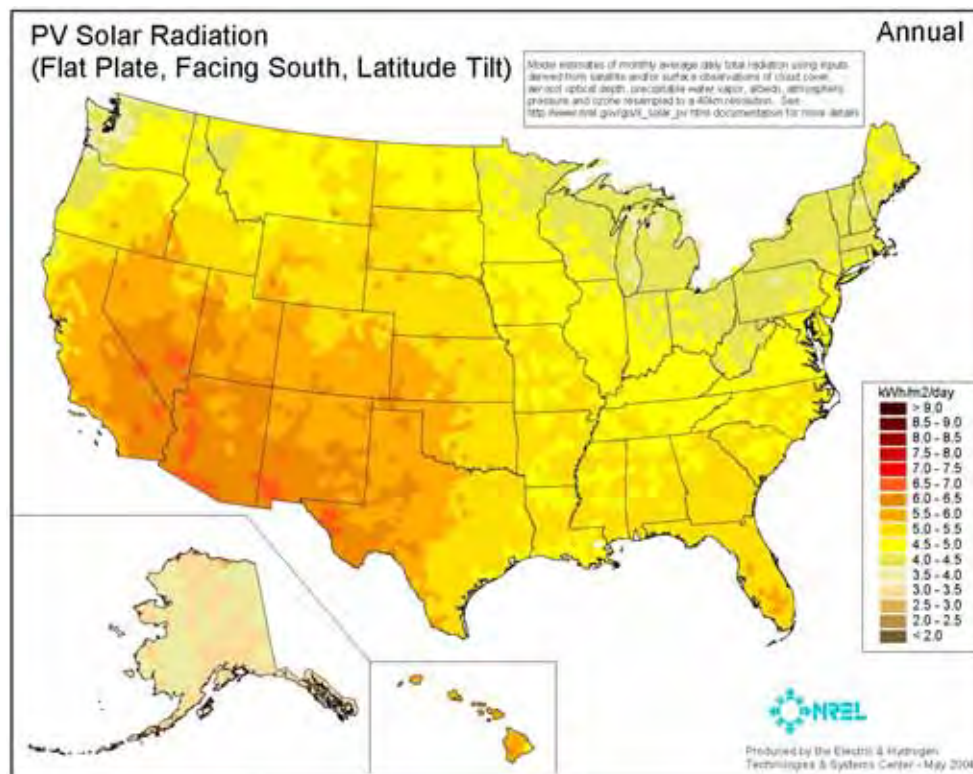 PV Solar Radiation
(Flat Plate, Facing South, Latitude Tilt)
Annual
Model estimates of monthly average daily total radiation using inputs
derived from satellite and/or surface observations of cloud cover,
aerosol optical depth, precipitable water vapor, albedo, atmospheric
pressure and ozone resampled to a 40km resolution. See
for more details
kWh/m2/day
> 9.0
8.5 - 9.0
8.0 - 8.5
7.5 - 8.0
7.0 - 7.5
6.5 - 7.0
6.0 - 6.5
5.5 - 6.0
5.0 - 5.5
4.5 - 5.0
4.0 - 4.5
3.5 - 4.0
3.0 - 3.5
2.5 - 3.0
2.0 - 2.5
< 2.0
NREL
Produced by the Electric & Hydrogen
Technologies & Systems Center - May 2004